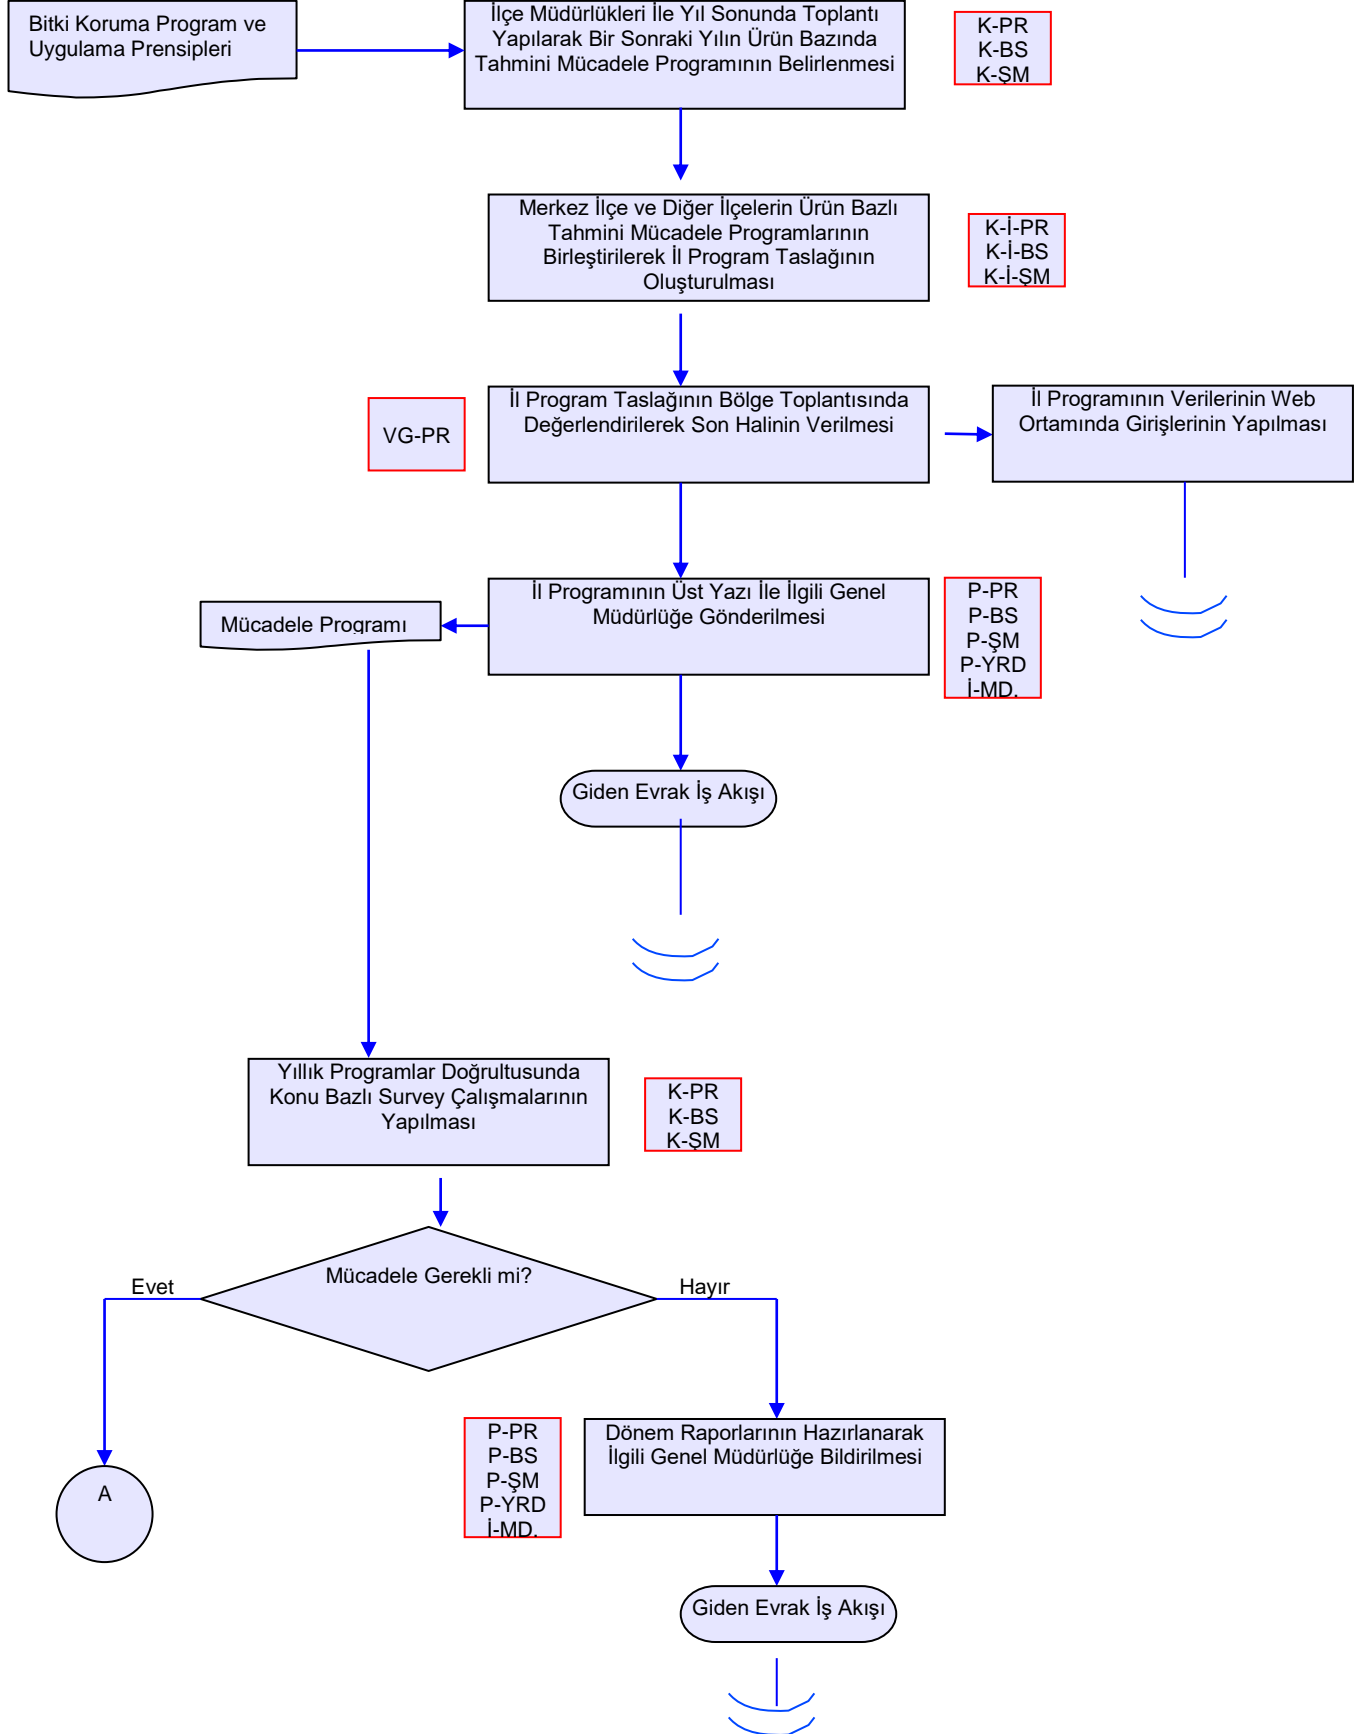 Bitki Koruma Program ve
Uygulama Prensipleri
İlçe Müdürlükleri İle Yıl Sonunda Toplantı
Yapılarak Bir Sonraki Yılın Ürün Bazında
Tahmini Mücadele Programının Belirlenmesi
K-PR
K-BS
K-ŞM
Merkez İlçe ve Diğer İlçelerin Ürün Bazlı
Tahmini Mücadele Programlarının
Birleştirilerek İl Program Taslağının
Oluşturulması
K-İ-PR
K-İ-BS
K-İ-ŞM
VG-PR
İl Program Taslağının Bölge Toplantısında
Değerlendirilerek Son Halinin Verilmesi
İl Programının Verilerinin Web
Ortamında Girişlerinin Yapılması
Mücadele Programı
İl Programının Üst Yazı İle İlgili Genel
Müdürlüğe Gönderilmesi
P-PR
P-BS
P-ŞM
P-YRD
İ-MD.
Giden Evrak İş Akışı
Yıllık Programlar Doğrultusunda
Konu Bazlı Survey Çalışmalarının
Yapılması
K-PR
K-BS
K-ŞM
Mücadele Gerekli mi?
Evet
Hayır
A
P-PR
P-BS
P-ŞM
P-YRD
İ-MD.
Dönem Raporlarının Hazırlanarak
İlgili Genel Müdürlüğe Bildirilmesi
Giden Evrak İş Akışı